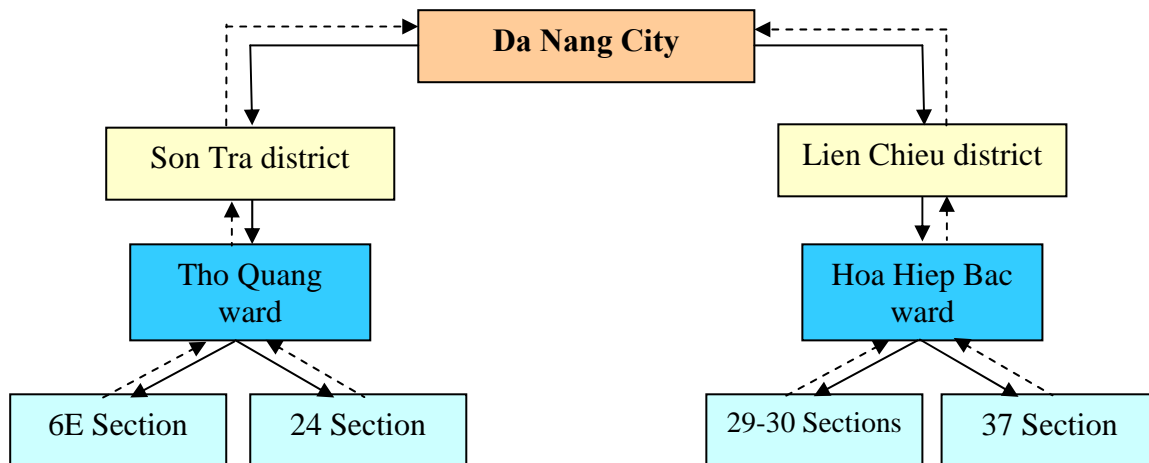 Da Nang City
Son Tra district
Lien Chieu district
Tho Quang
ward
Hoa Hiep Bac
ward
6E Section
24 Section
29-30 Sections
37 Section